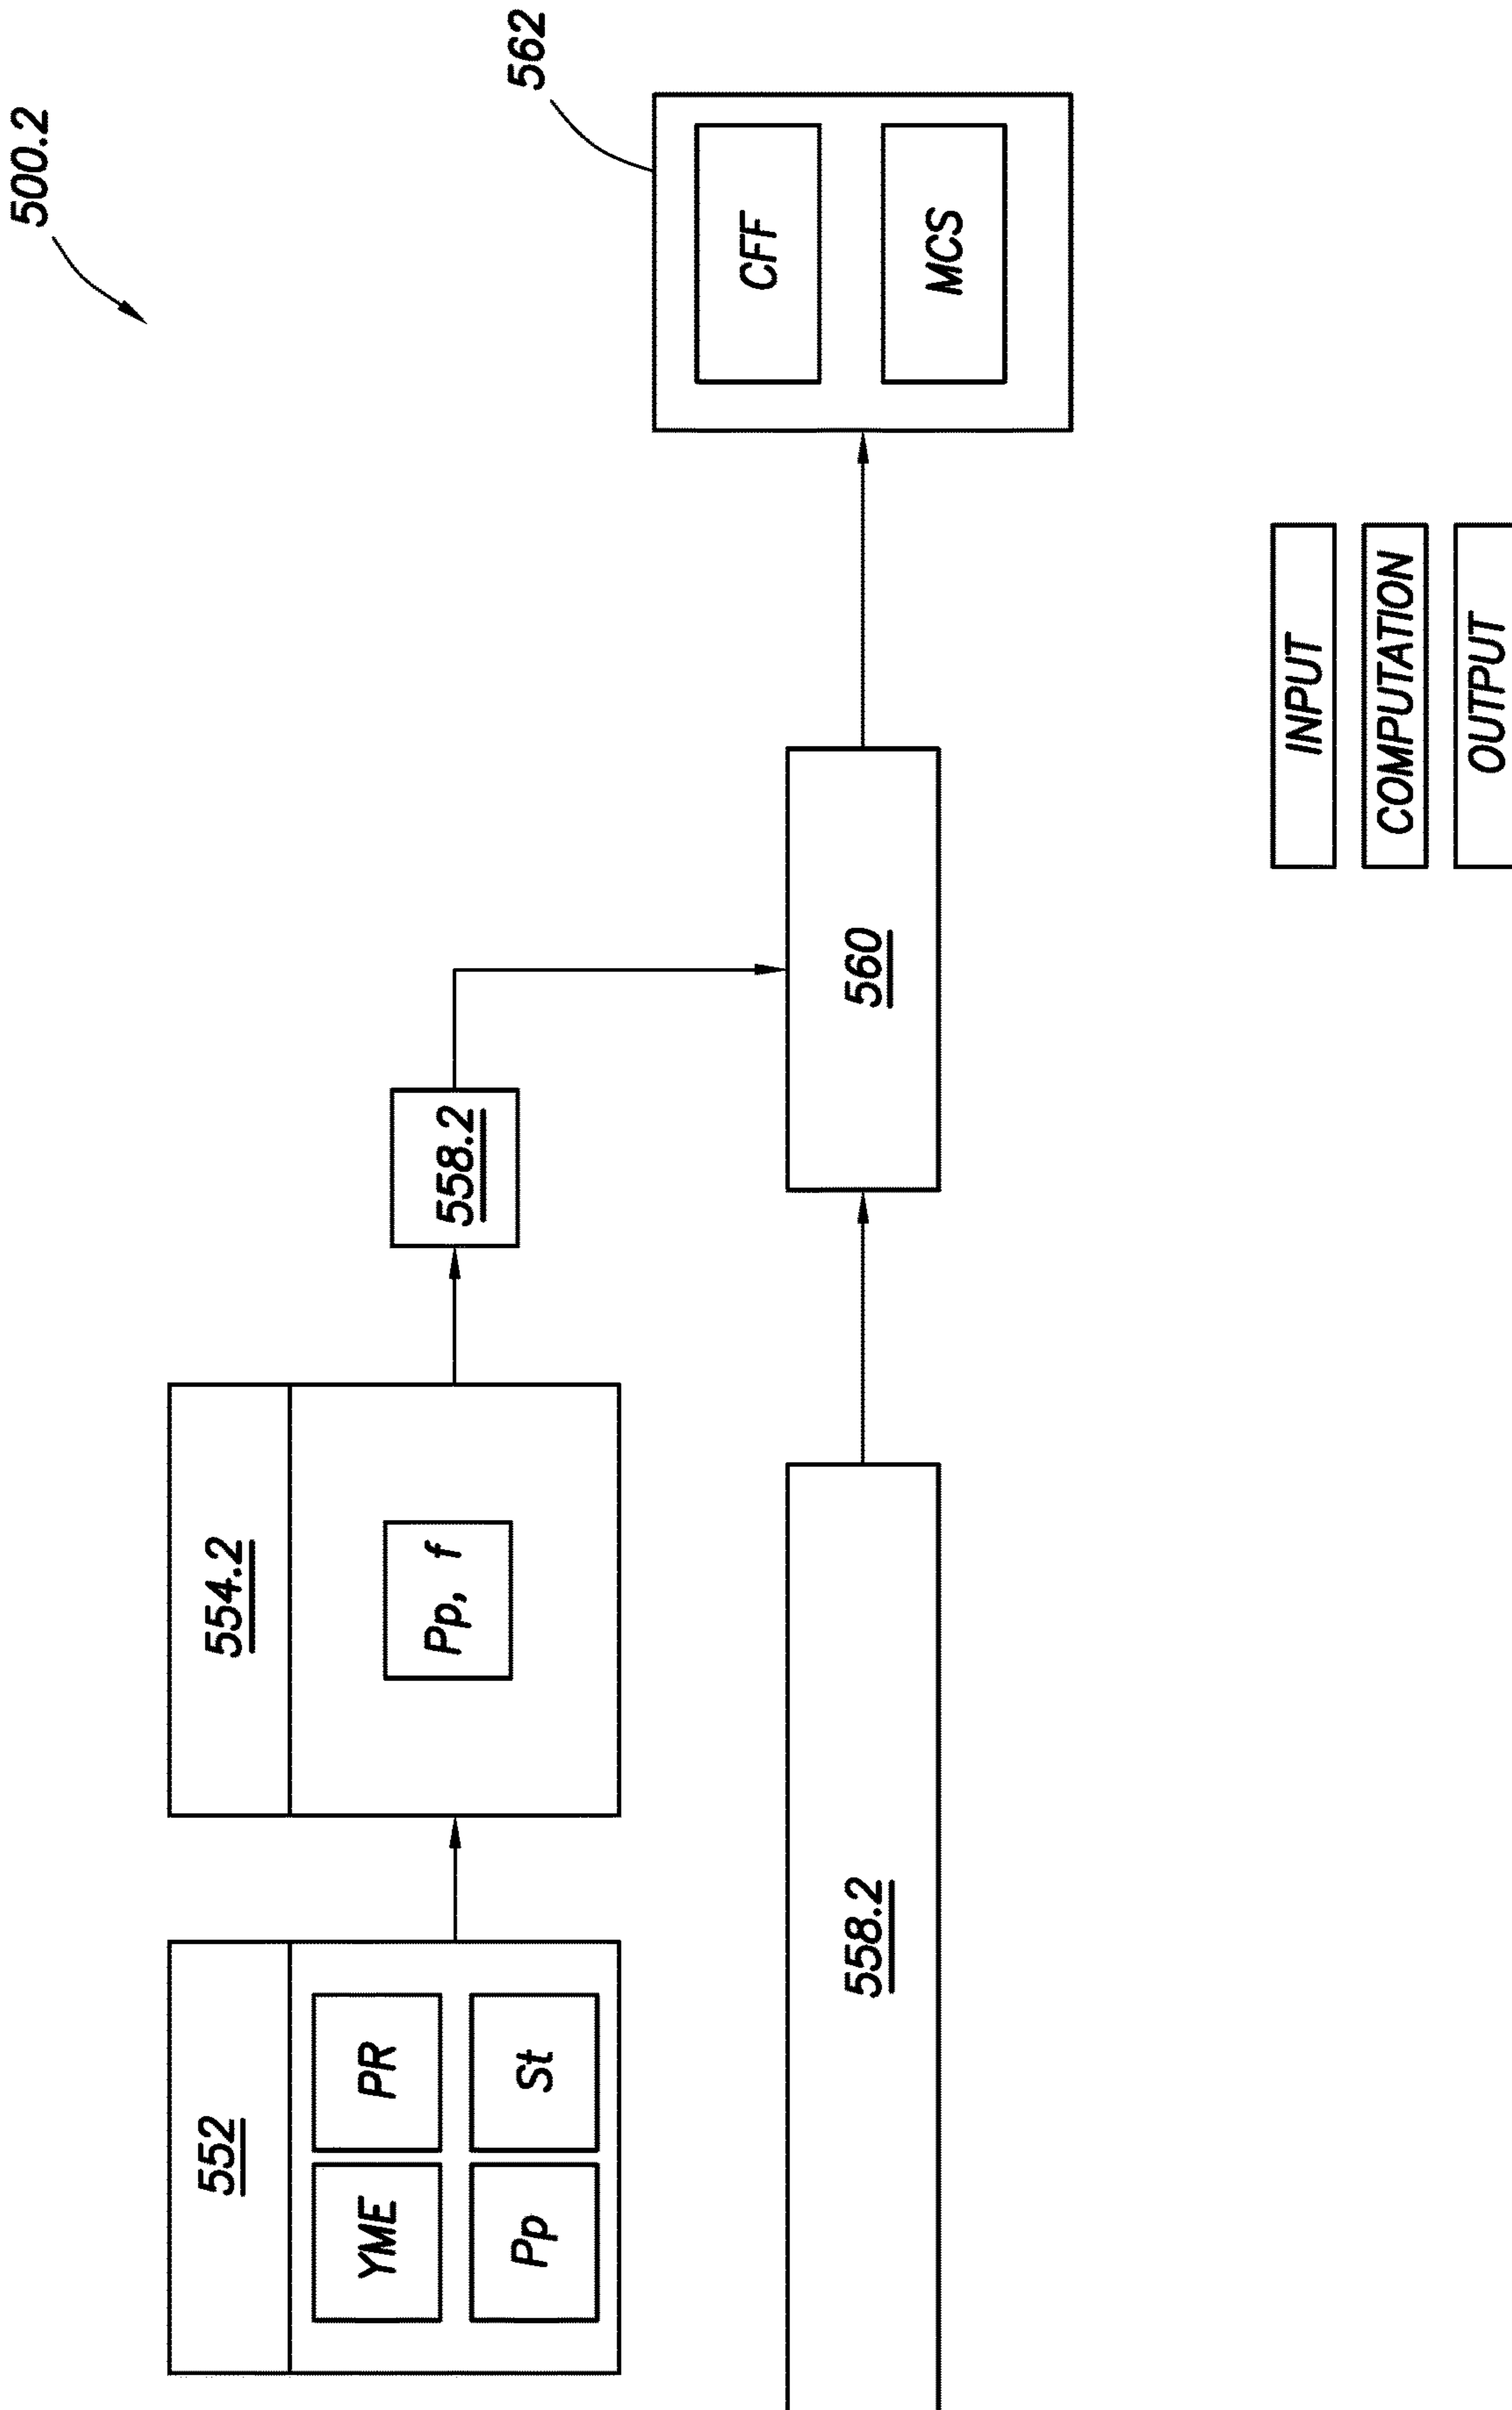 500.2
552
YME
PR
Pp
St
554.2
Pp, f
558.2
558.2
560
562
CFF
MCS
INPUT
COMPUTATION
OUTPUT